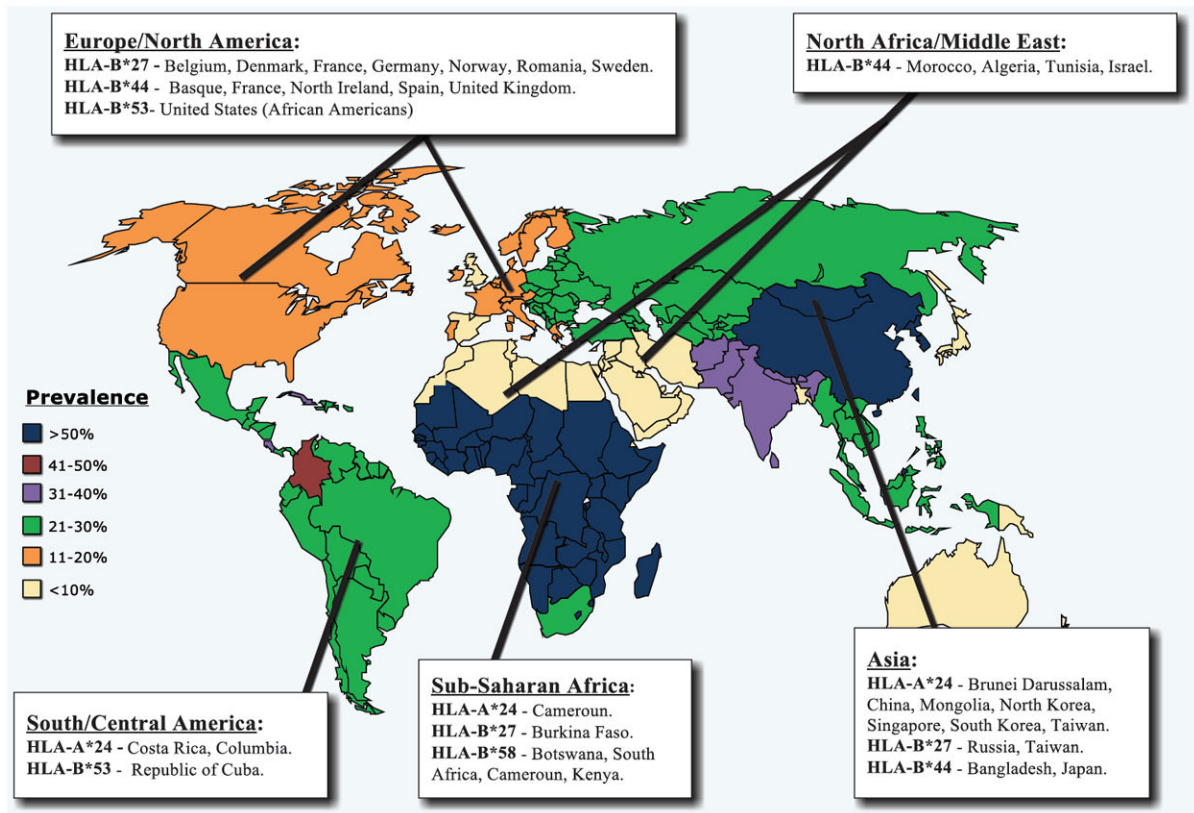 Europe/North America:
HLA-B*27 - Belgium, Denmark, France, Germany, Norway, Romania, Sweden.
HLA-B*44 - Basque, France, North Ireland, Spain, United Kingdom.
HLA-B*53- United States (African Americans)
North Africa/Middle East:
HLA-B*44 - Morocco, Algeria, Tunisia, Israel.
Prevalence
>50%
41-50%
31-40%
21-30%
11-20%
<10%
South/Central America:
HLA-A*24 - Costa Rica, Columbia.
HLA-B*53 - Republic of Cuba.
Sub-Saharan Africa:
HLA-A*24 - Cameroun.
HLA-B*27 - Burkina Faso.
HLA-B*58 - Botswana, South
Africa, Cameroun, Kenya.
Asia:
HLA-A*24 - Brunei Darussalam,
China, Mongolia, North Korea,
Singapore, South Korea, Taiwan.
HLA-B*27 - Russia, Taiwan.
HLA-B*44 - Bangladesh, Japan.